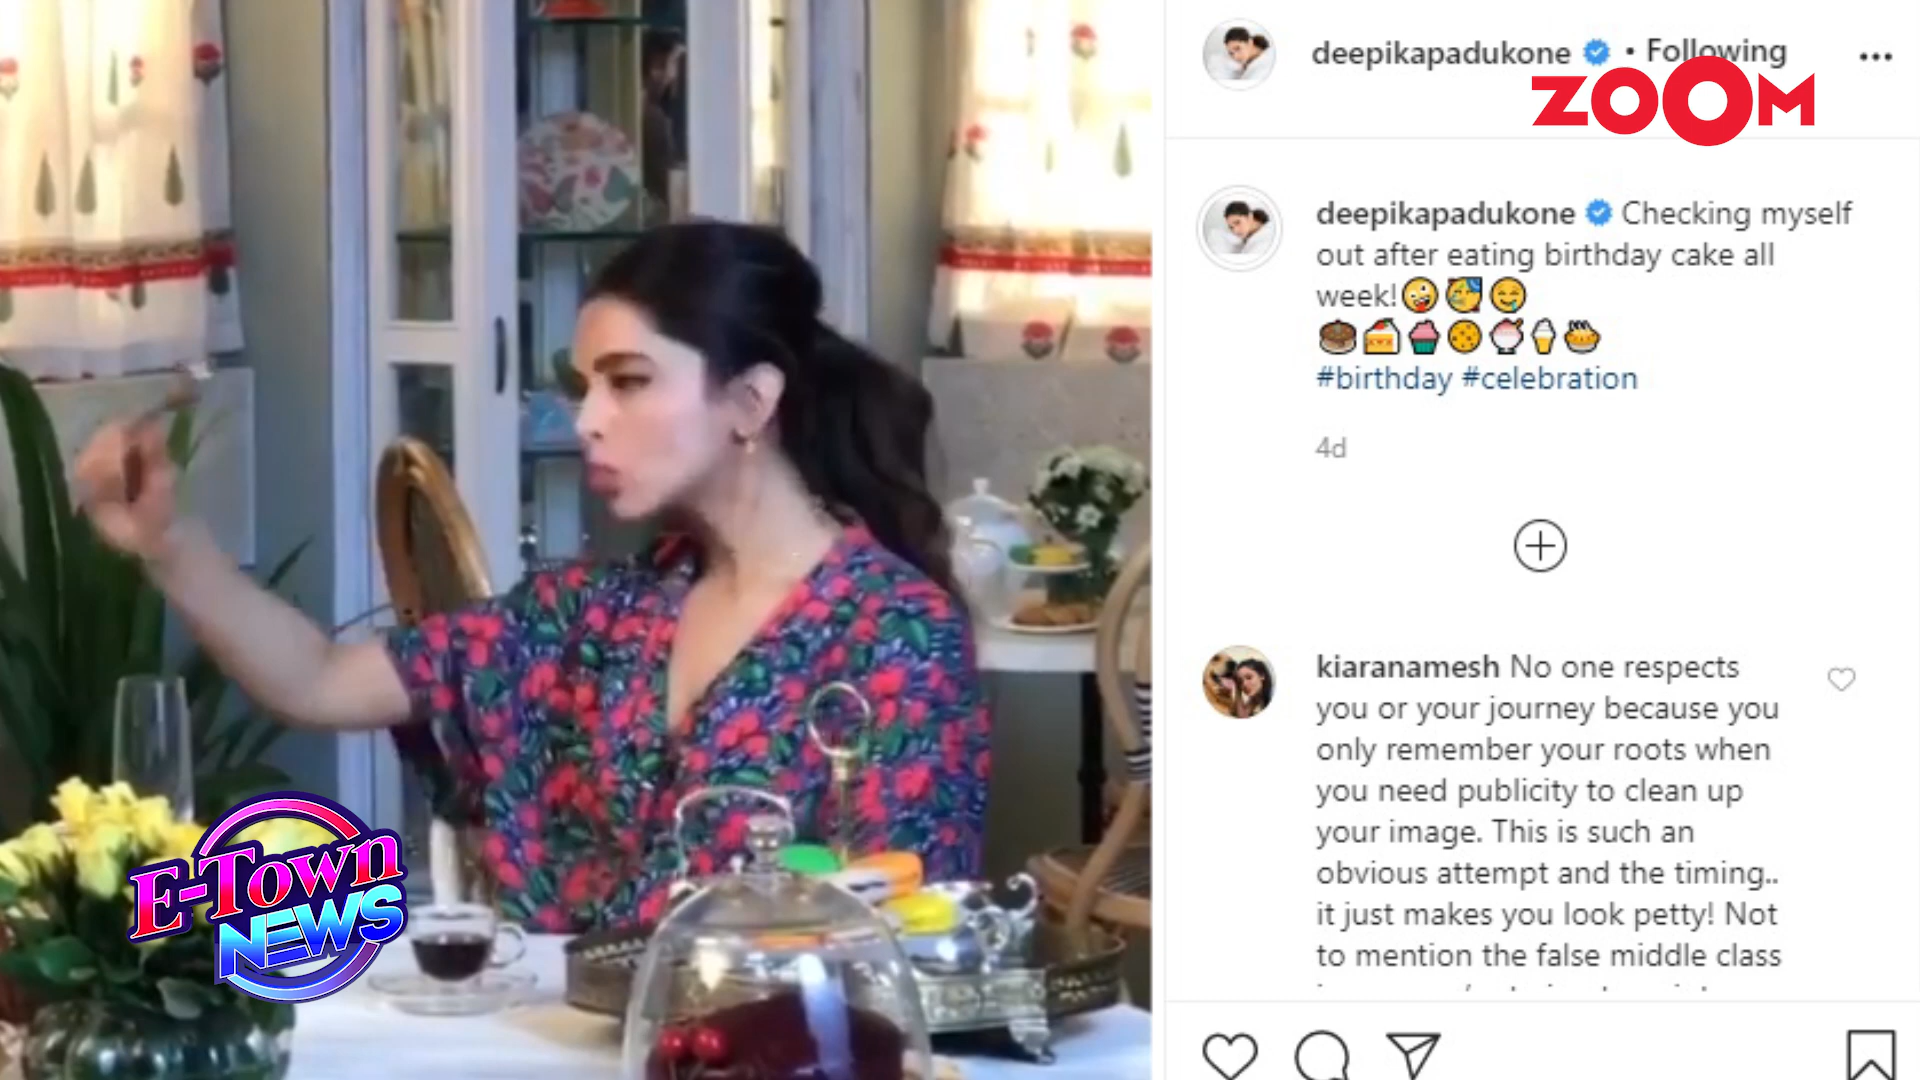 deepikapadukone • Following
ZOOM
deepikapadukone Checking myself
out after eating birthday cake all
week!🤪🥳🤤
🎂🍰🧁🍪🍨🍦🥧
#birthday #celebration
4d
kiaranamesh No one respects
you or your journey because you
only remember your roots when
you need publicity to clean up
your image. This is such an
obvious attempt and the timing..
it just makes you look petty! Not
to mention the false middle class
E-Town
NEWS